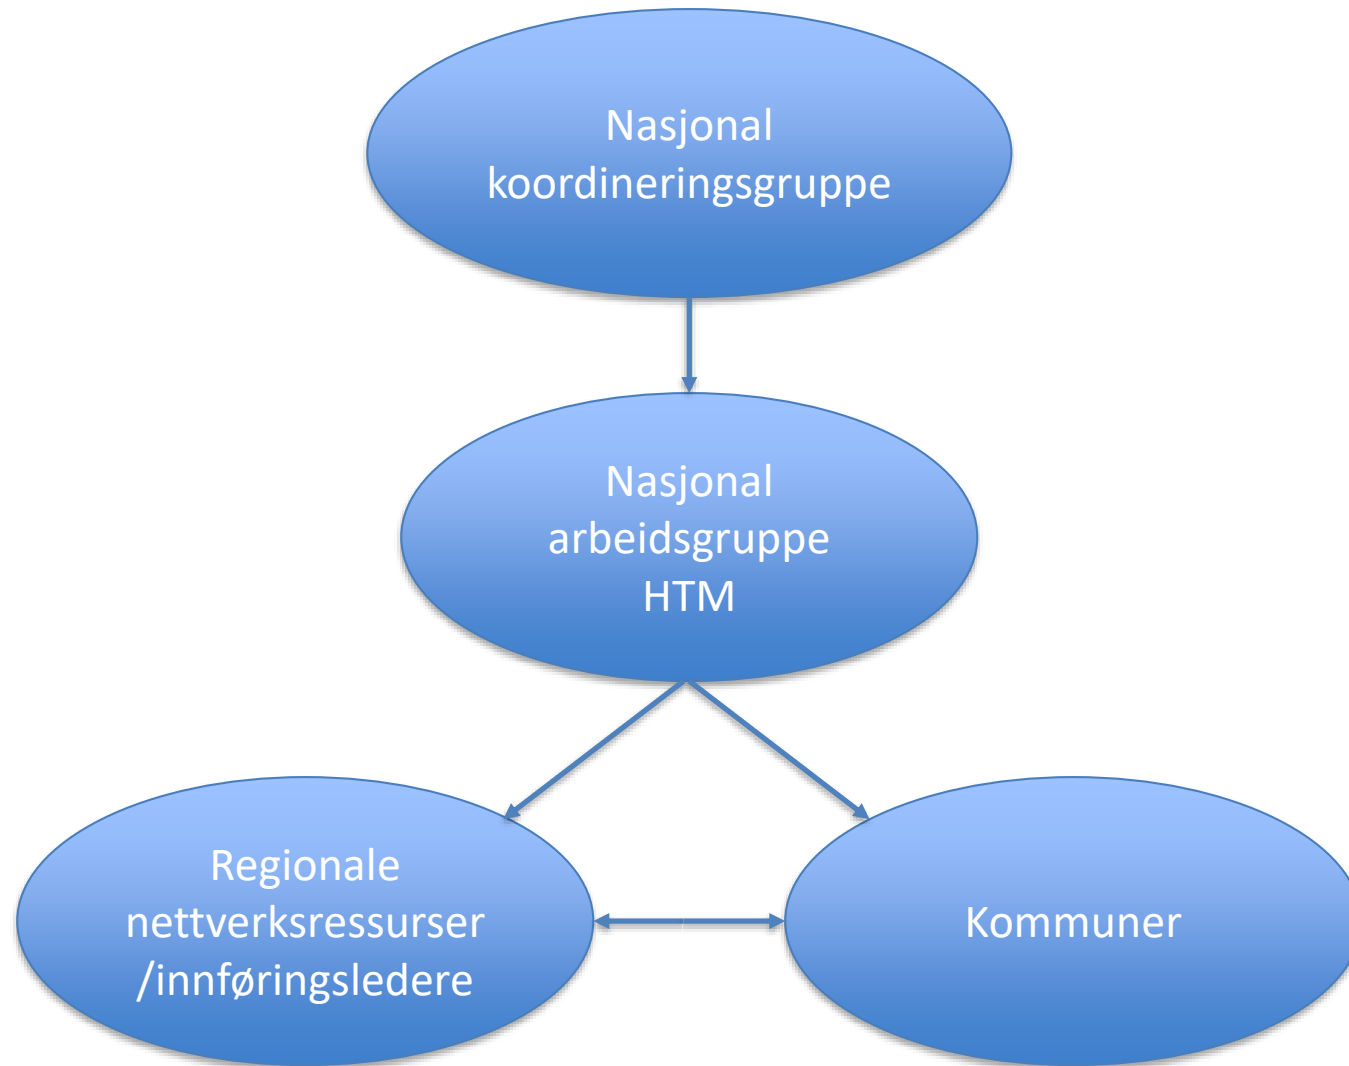 Nasjonal
koordineringsgruppe
Nasjonal
arbeidsgruppe
HTM
Regionale
nettverksressurser
/innføringsledere
Kommuner